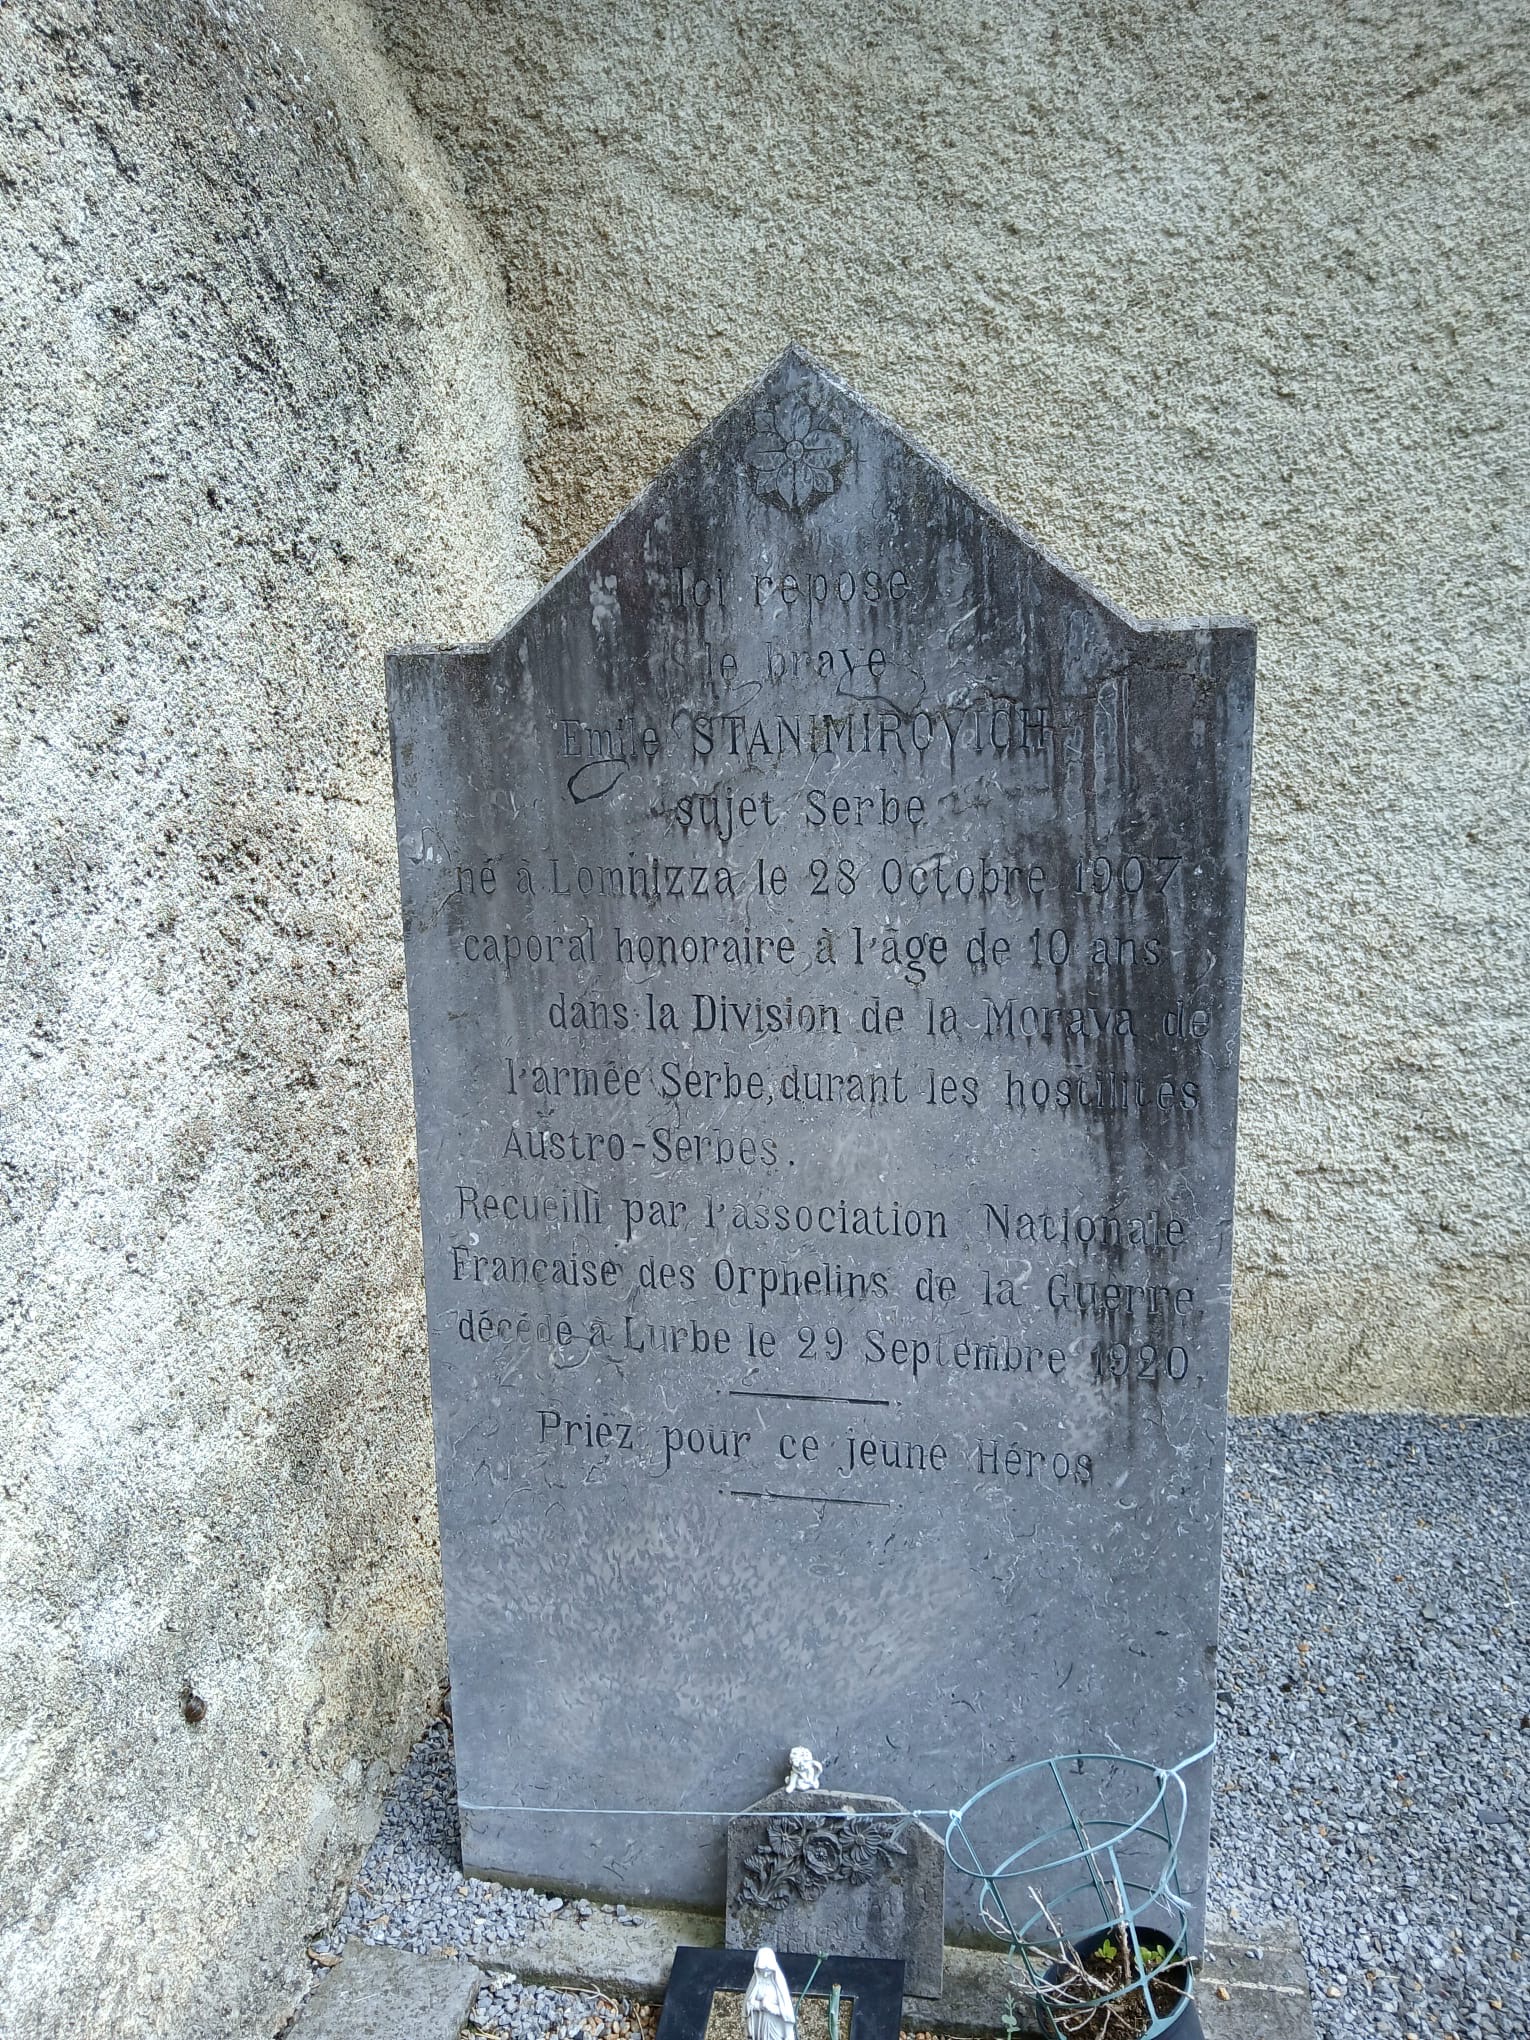 Ici repose
le brave
Emile STANIMIROVICH
sujet Serbe
né à Lomnizza le 28 Octobre 1907
caporal honoraire à l'âge de 10 ans
dans la Division de la Morava de
l'armée Serbe, durant les hostilités
Austro-Serbes.
Recueilli par l'association Nationale
Française des Orphelins de la Guerre,
décédé à Lurbe le 29 Septembre 1920,
Priez pour ce jeune Héros